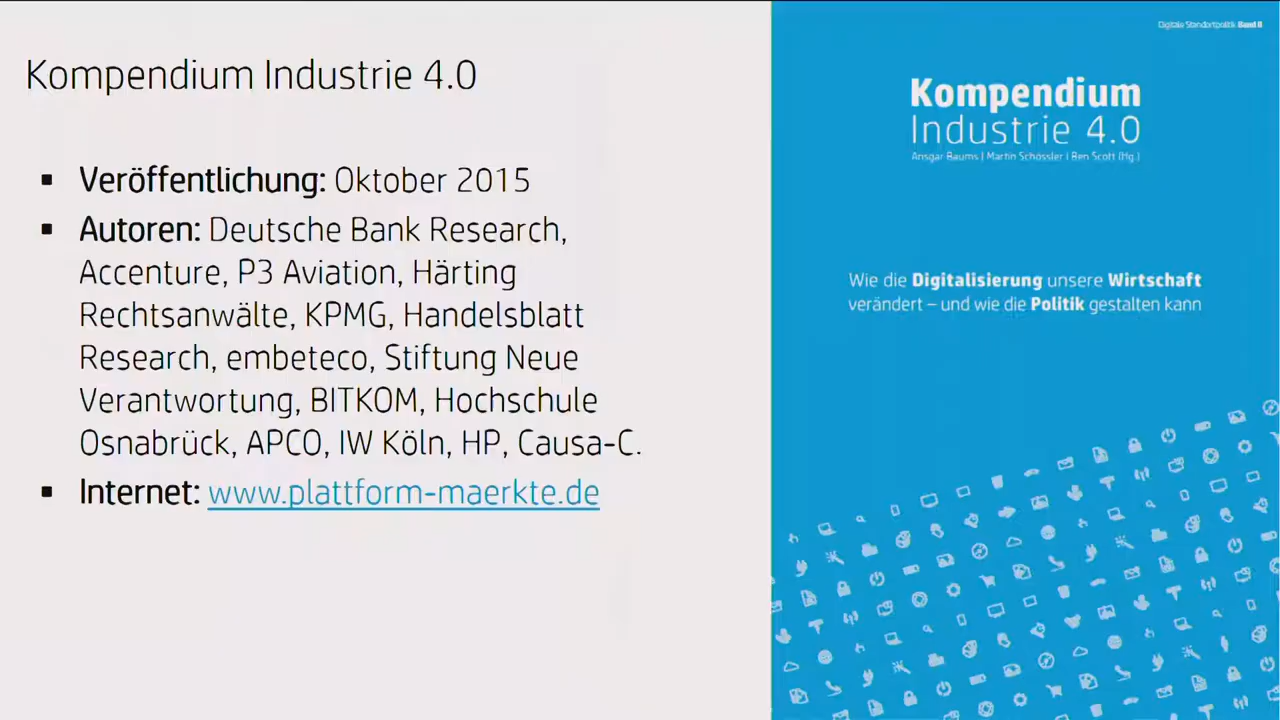 Kompendium Industrie 4.0
▪ Veröffentlichung: Oktober 2015
▪ Autoren: Deutsche Bank Research,
Accenture, P3 Aviation, Härting
Rechtsanwälte, KPMG, Handelsblatt
Research, embeteco, Stiftung Neue
Verantwortung, BITKOM, Hochschule
Osnabrück, APCO, IW Köln, HP, Causa-C.
▪ Internet: www.plattform-maerkte.de
Digitale Standortpolitik Band II
Kompendium
Industrie 4.0
Ansgar Baums | Martin Schössler | Ben Scott (Hg.)
Wie die Digitalisierung unsere Wirtschaft
verändert – und wie die Politik gestalten kann